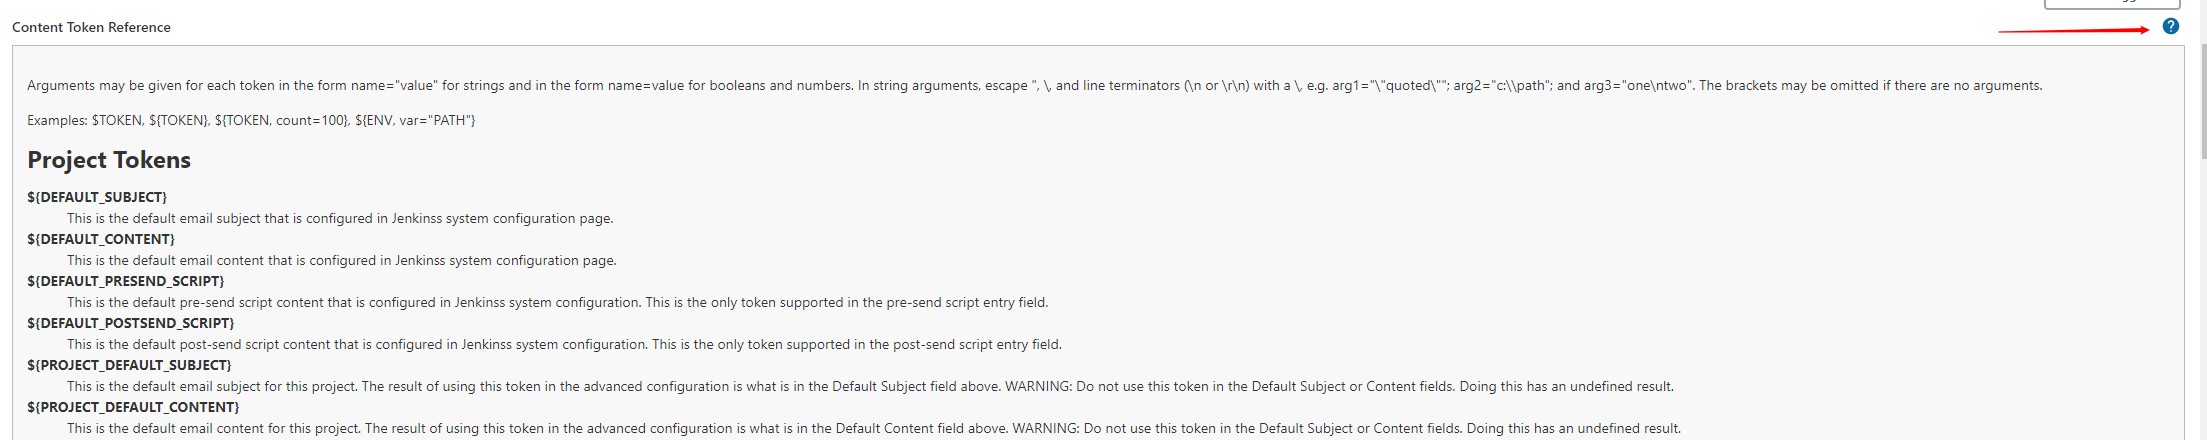 Content Token Reference
?
Arguments may be given for each token in the form name="value" for strings and in the form name=value for booleans and numbers. In string arguments, escape ", \, and line terminators (\n or \r\n) with a \, e.g. arg1="\"quoted\""; arg2="c:\\path"; and arg3="one\ntwo". The brackets may be omitted if there are no arguments.
Examples: $TOKEN, ${TOKEN}, ${TOKEN, count=100}, ${ENV, var="PATH"}
Project Tokens
${DEFAULT_SUBJECT}
This is the default email subject that is configured in Jenkinss system configuration page.
${DEFAULT_CONTENT}
This is the default email content that is configured in Jenkinss system configuration page.
${DEFAULT_PRESEND_SCRIPT}
This is the default pre-send script content that is configured in Jenkinss system configuration. This is the only token supported in the pre-send script entry field.
${DEFAULT_POSTSEND_SCRIPT}
This is the default post-send script content that is configured in Jenkinss system configuration. This is the only token supported in the post-send script entry field.
${PROJECT_DEFAULT_SUBJECT}
This is the default email subject for this project. The result of using this token in the advanced configuration is what is in the Default Subject field above. WARNING: Do not use this token in the Default Subject or Content fields. Doing this has an undefined result.
${PROJECT_DEFAULT_CONTENT}
This is the default email content for this project. The result of using this token in the advanced configuration is what is in the Default Content field above. WARNING: Do not use this token in the Default Subject or Content fields. Doing this has an undefined result.